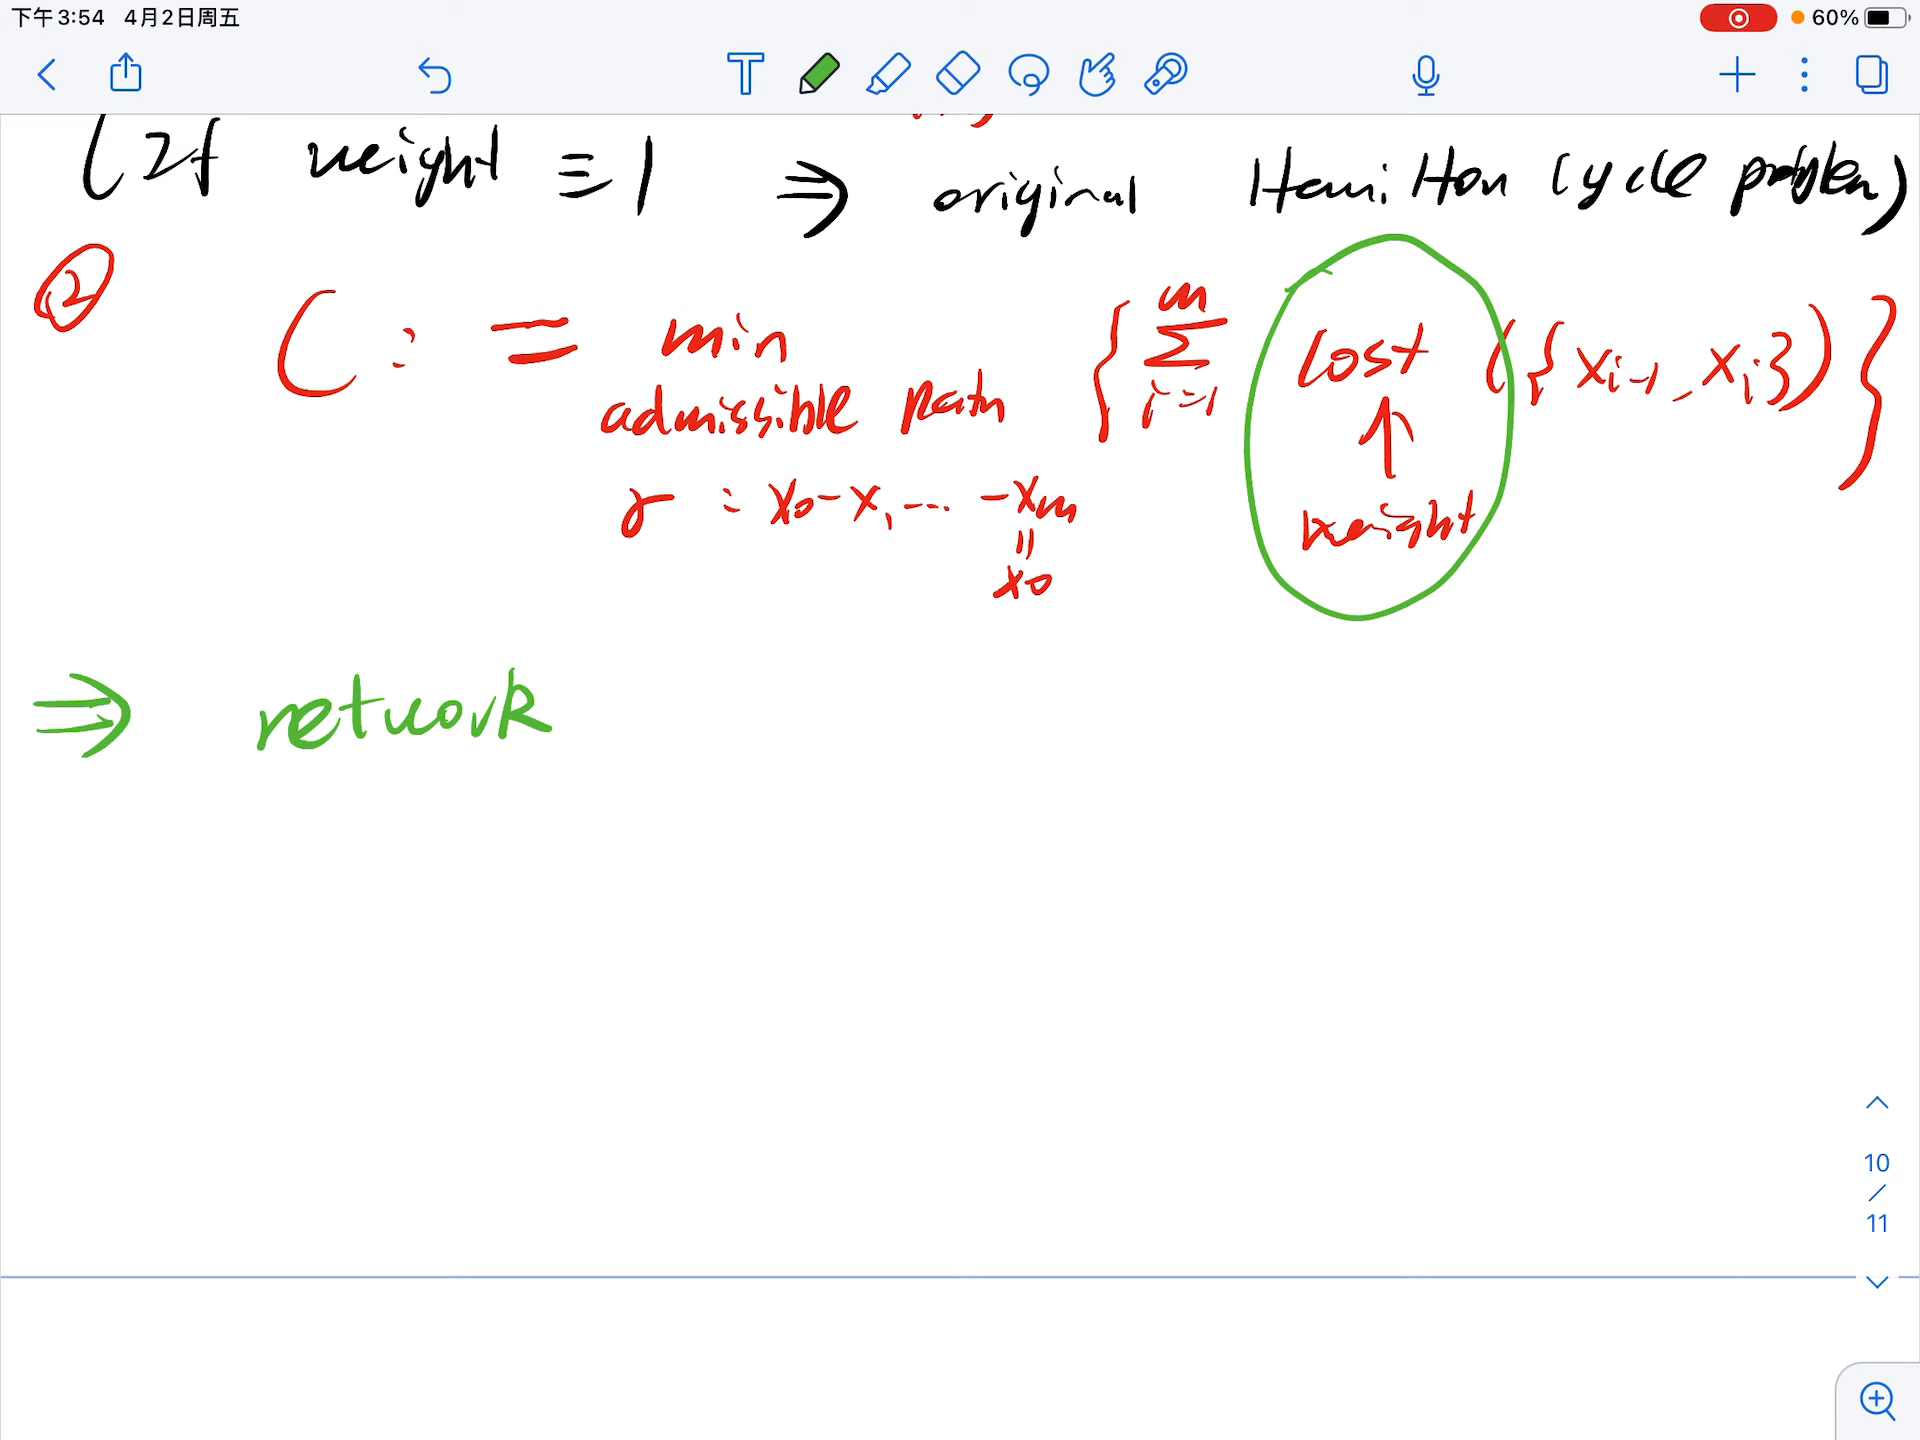 下午3:54 4月2日周五 60%
T
(If weight ≡ 1 ⇒ original Hamilton Cycle problem)
②
C := min { m Σ i=1 cost ({xi-1, xi}) }
admissible path ↑
γ : x0 - x1 ... - xm weight
=
x0
⇒ network
10
/
11